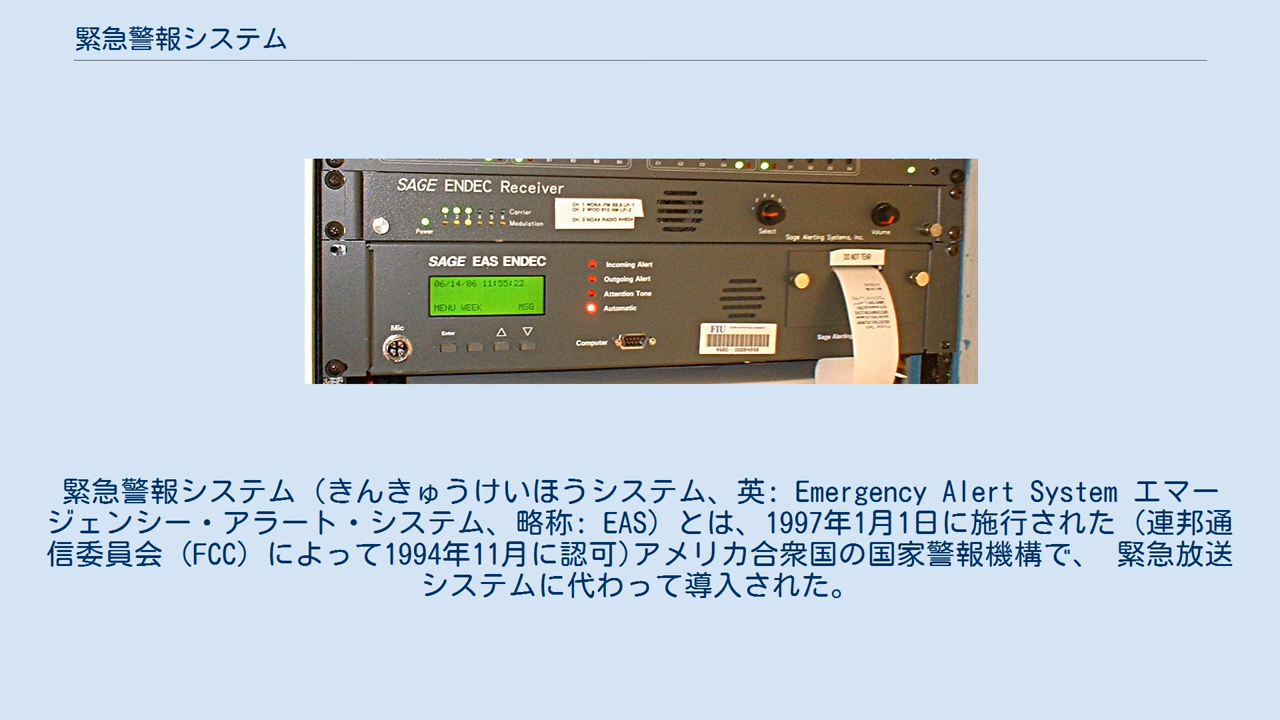 緊急警報システム
SAGE ENDEC Receiver
Carrier
Modulation
Power
CH. 3 NOAA RADIO KHB34
Select
Volume
Sage Alerting Systems, Inc.
SAGE EAS ENDEC
DO NOT TEAR
06/14/06 11:55:22
MENU WEEK MSG
Incoming Alert
Outgoing Alert
Attention Tone
Automatic
Mic
Enter
Computer
FIU
Sage Alerting
緊急警報システム（きんきゅうけいほうシステム、英: Emergency Alert System エマー
ジェンシー・アラート・システム、略称: EAS）とは、1997年1月1日に施行された（連邦通
信委員会（FCC）によって1994年11月に認可)アメリカ合衆国の国家警報機構で、 緊急放送
システムに代わって導入された。